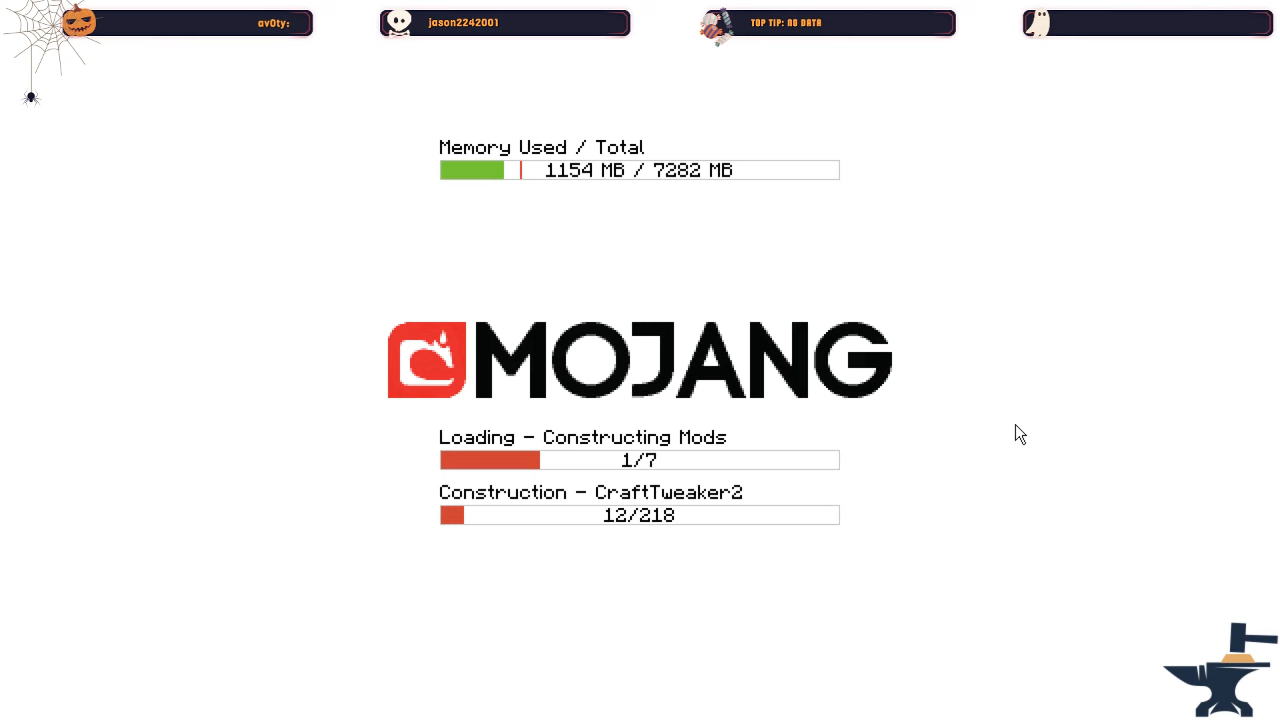 av0ty:
jason2242001
TOP TIP: NO DATA
Memory Used / Total
1154 MB / 7282 MB
MOJANG
Loading - Constructing Mods
1/7
Construction - CraftTweaker2
12/218